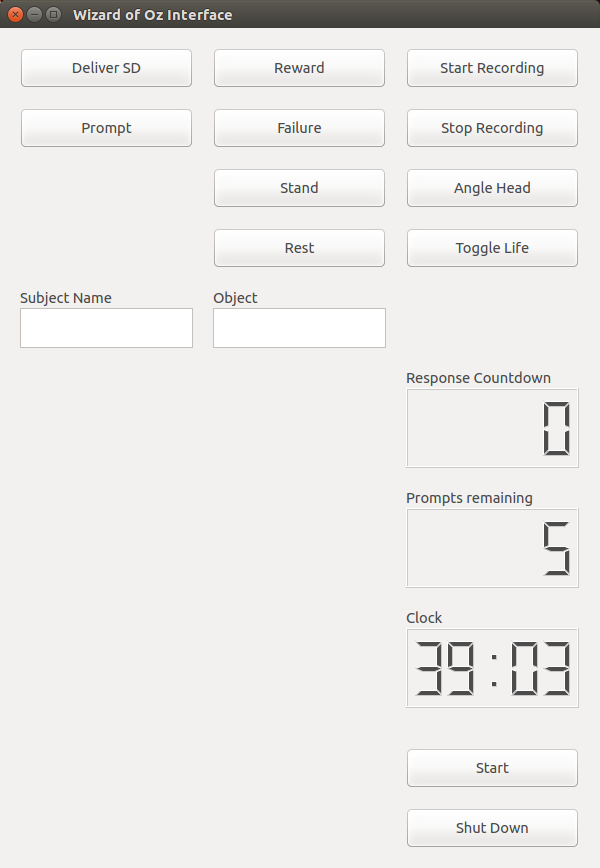 Wizard of Oz Interface
Deliver SD Reward Start Recording
Prompt Failure Stop Recording
Stand Angle Head
Rest Toggle Life
Subject Name Object
Response Countdown
0
Prompts remaining
5
Clock
39:03
Start
Shut Down